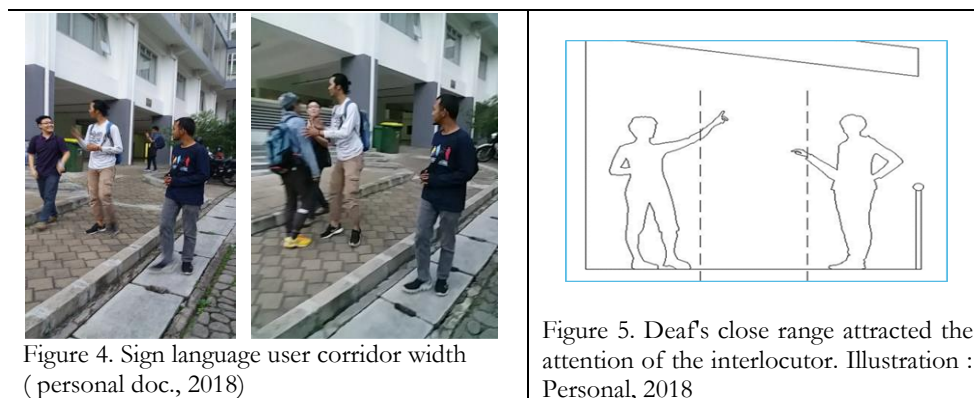 Figure 4. Sign language user corridor width
( personal doc., 2018)
Figure 5. Deaf's close range attracted the
attention of the interlocutor. Illustration :
Personal, 2018